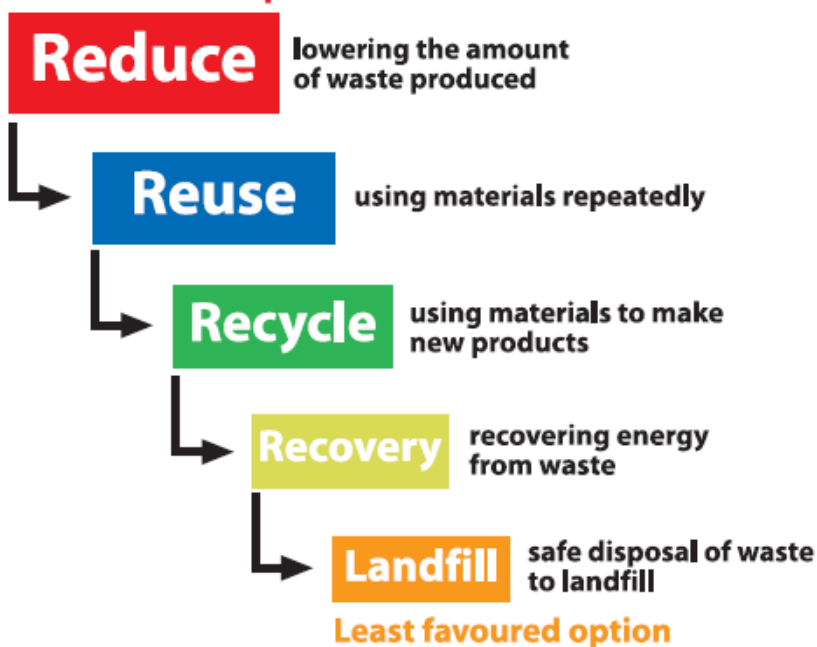 Reduce
lowering the amount
of waste produced
Reuse
using materials repeatedly
Recycle
using materials to make
new products
Recovery
recovering energy
from waste
Landfill
safe disposal of waste
to landfill
Least favoured option